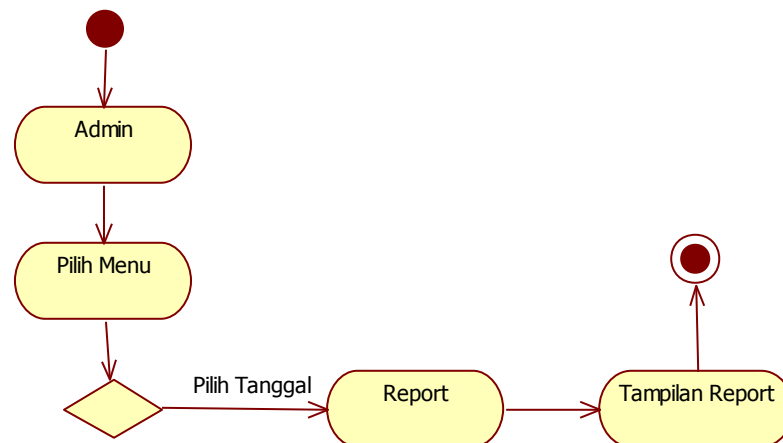 Admin
Pilih Menu
Pilih Tanggal
Report
Tampilan Report